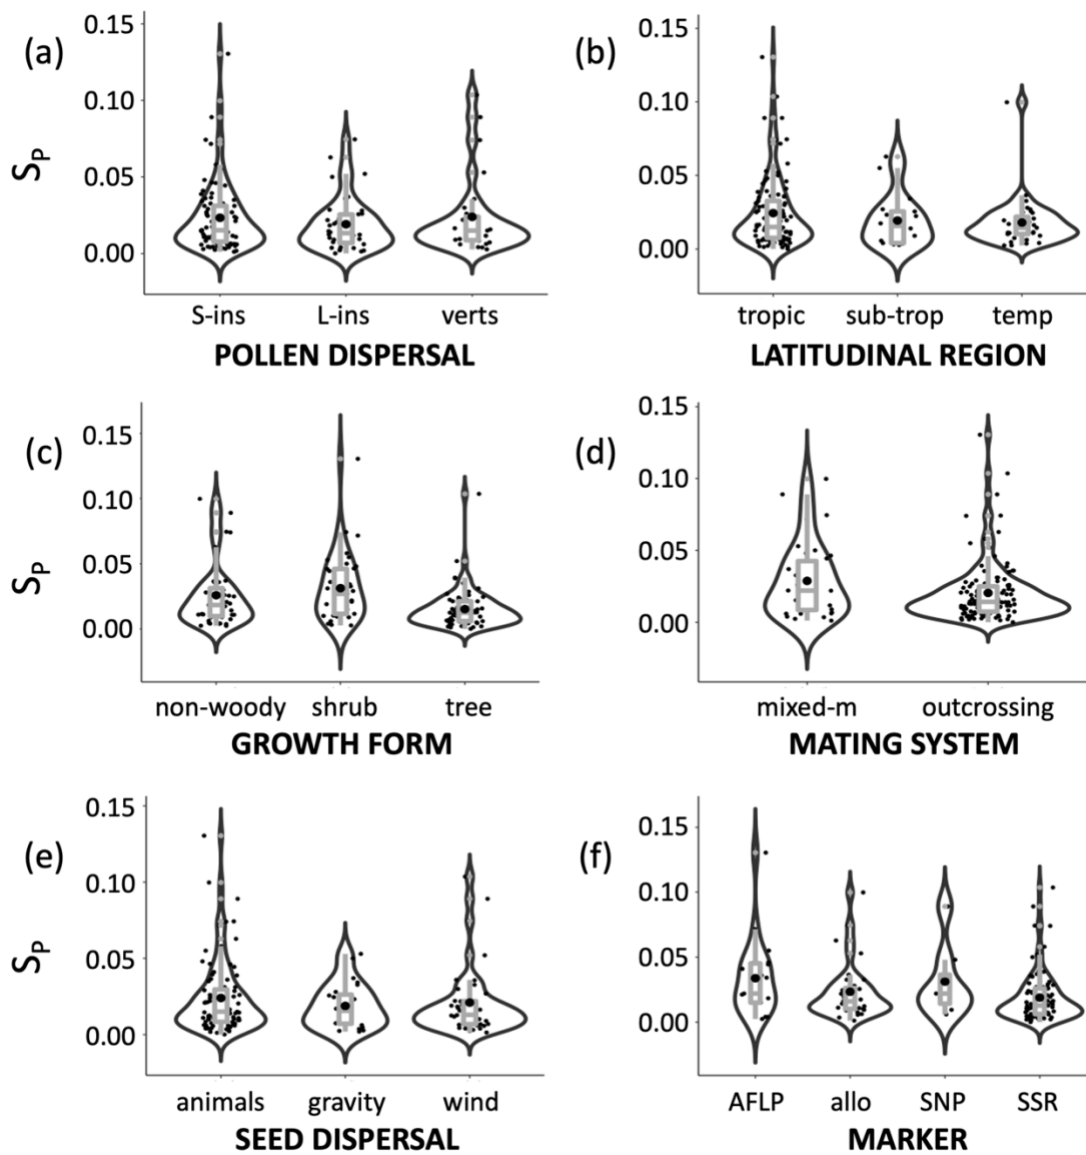 (a)
SP
0.15
0.10
0.05
0.00
S-ins L-ins verts
POLLEN DISPERSAL
(b)
0.15
0.10
0.05
0.00
tropic sub-trop temp
LATITUDINAL REGION
(c)
SP
0.15
0.10
0.05
0.00
non-woody shrub tree
GROWTH FORM
(d)
0.15
0.10
0.05
0.00
mixed-m outcrossing
MATING SYSTEM
(e)
SP
0.15
0.10
0.05
0.00
animals gravity wind
SEED DISPERSAL
(f)
0.15
0.10
0.05
0.00
AFLP allo SNP SSR
MARKER